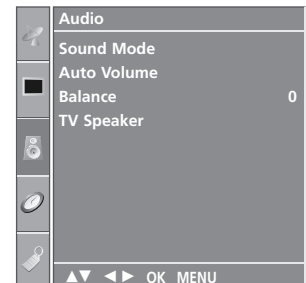 Audio
Sound Mode
Auto Volume
Balance 0
TV Speaker
▲▼ ◄► OK MENU